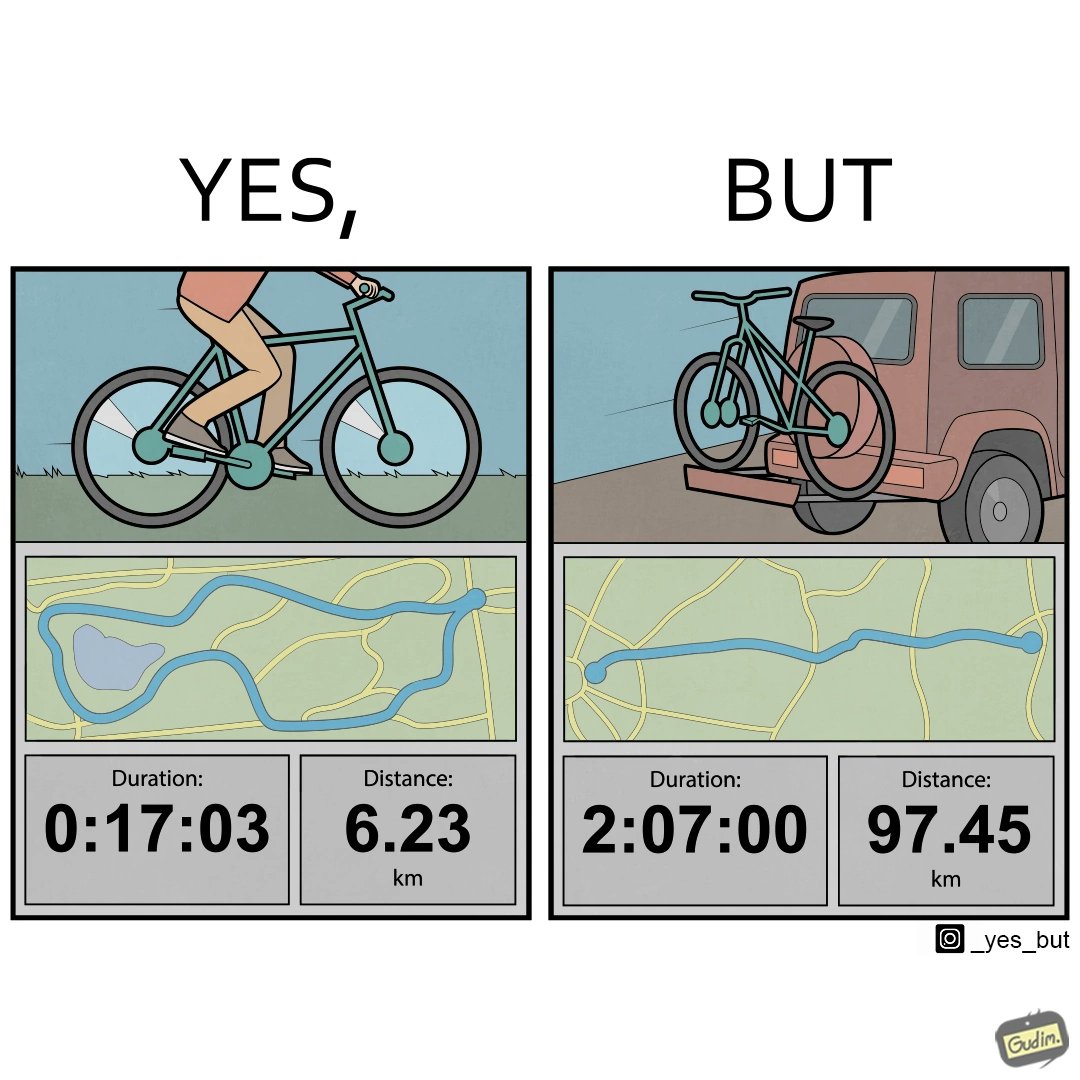 YES,
BUT
Duration:
0:17:03
Distance:
6.23
km
Duration:
2:07:00
Distance:
97.45
km
_yes_but
Gudim.